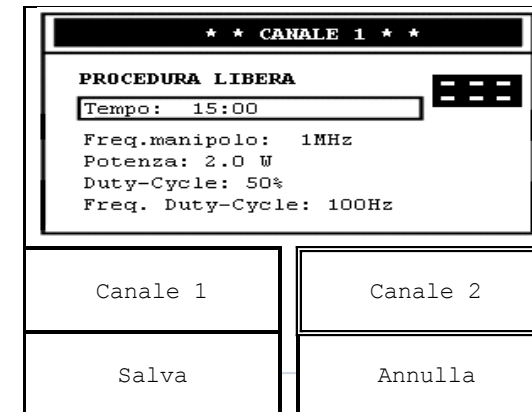 * * CANALE 1 * *
PROCEDURA LIBERA
Tempo: 15:00
Freq.manipolo: 1MHz
Potenza: 2.0 W
Duty-Cycle: 50%
Freq. Duty-Cycle: 100Hz
Canale 1 Canale 2
Salva Annulla